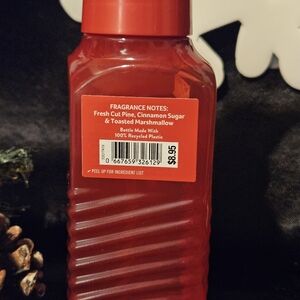 FRAGRANCE NOTES:
Fresh Cut Pine, Cinnamon Sugar
& Toasted Marshmallow
Bottle Made With
100% Recycled Plastic
0 667659 326129
$8.95
PEEL UP FOR INGREDIENT LIST